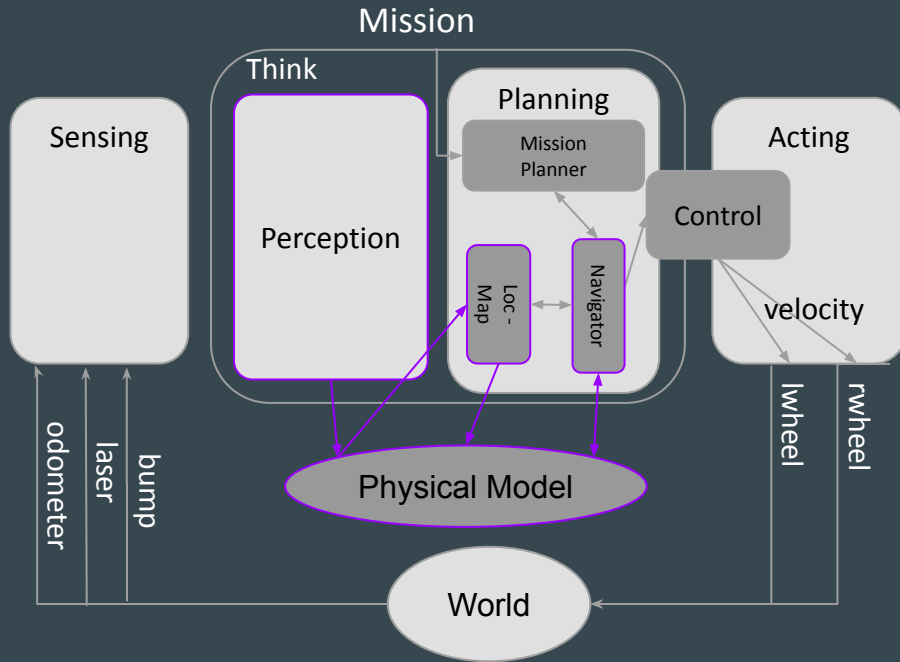 Mission
Think
Sensing
Perception
Planning
Mission
Planner
Loc -
Map
Navigator
Acting
Control
velocity
lwheel
rwheel
odometer
laser
bump
Physical Model
World